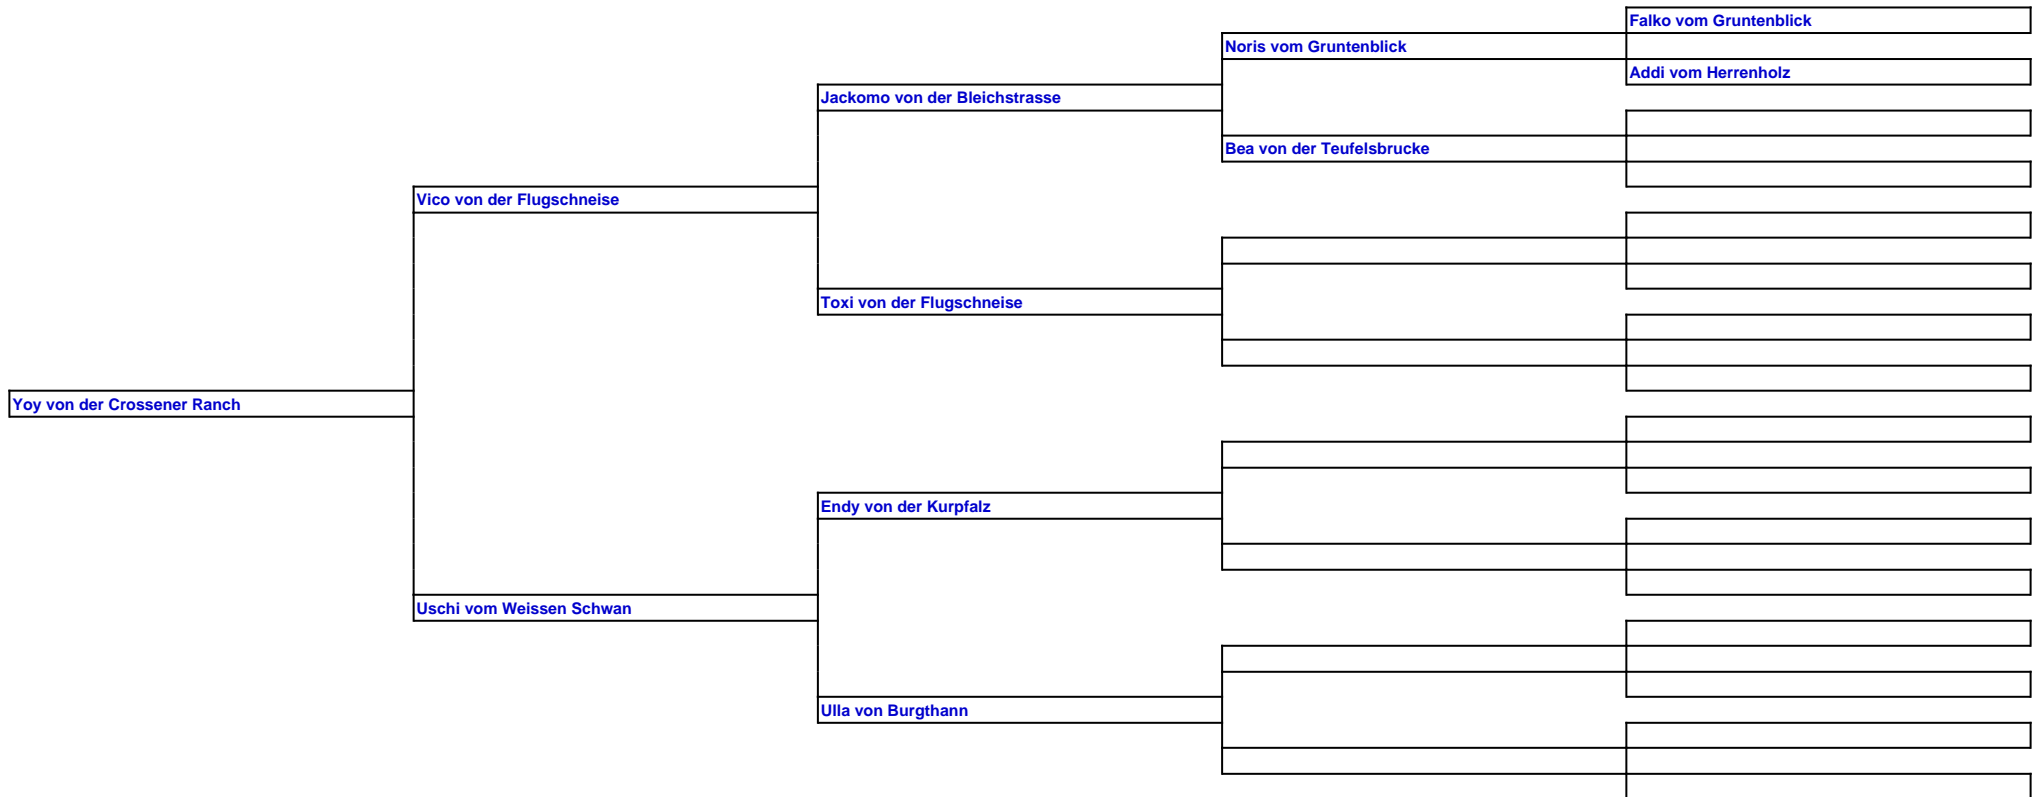 Falko vom Gruntenblick
Noris vom Gruntenblick
Addi vom Herrenholz
Jackomo von der Bleichstrasse
Bea von der Teufelsbrucke
Vico von der Flugschneise
Toxi von der Flugschneise
Yoy von der Crossener Ranch
Endy von der Kurpfalz
Uschi vom Weissen Schwan
Ulla von Burgthann